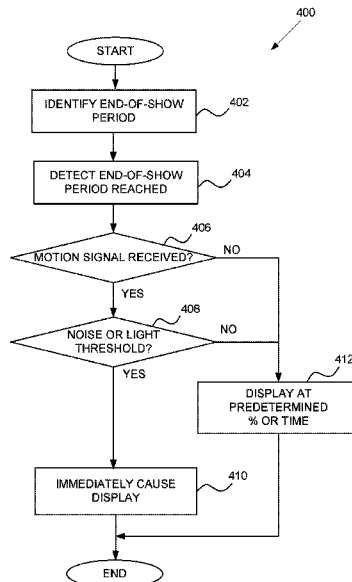 400
START
IDENTIFY END-OF-SHOW
PERIOD
402
DETECT END-OF-SHOW
PERIOD REACHED
404
406
MOTION SIGNAL RECEIVED?
NO
YES
408
NOISE OR LIGHT
THRESHOLD?
NO
YES
412
DISPLAY AT
PREDETERMINED
% OR TIME
IMMEDIATELY CAUSE
DISPLAY
410
END